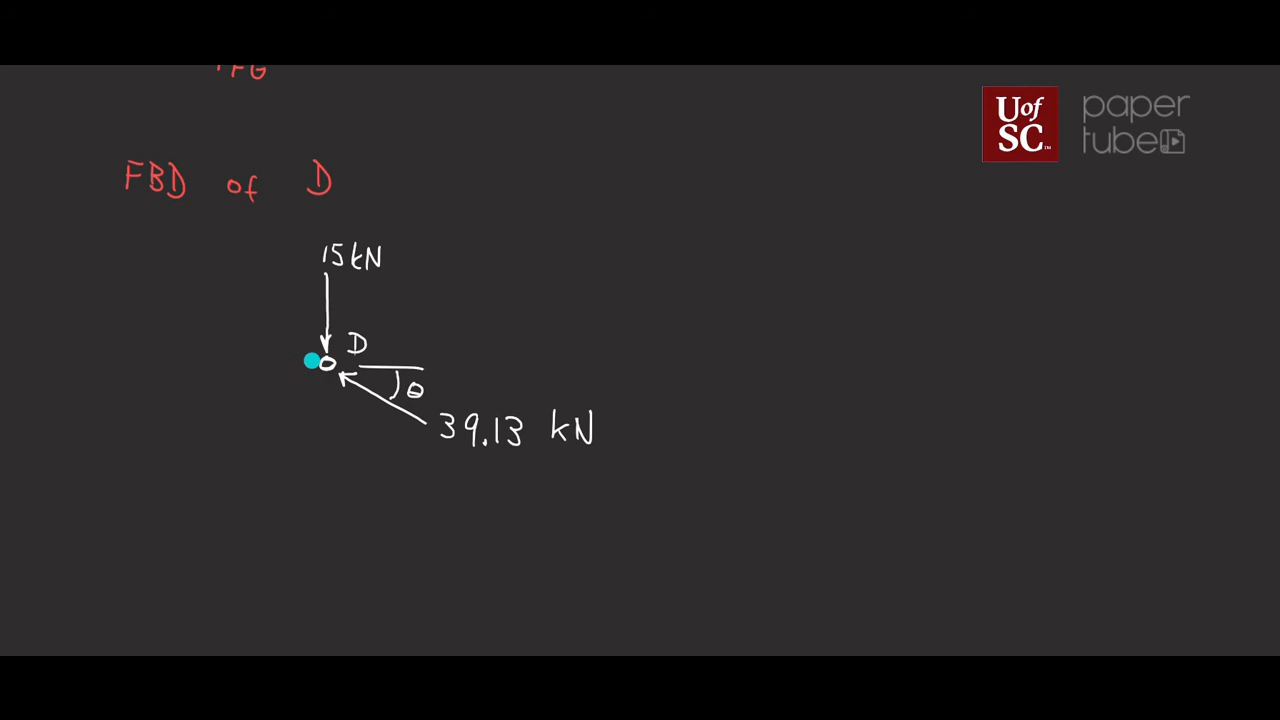 UofSC
paper
tube
FBD of D
15kN
D
θ
39.13 kN